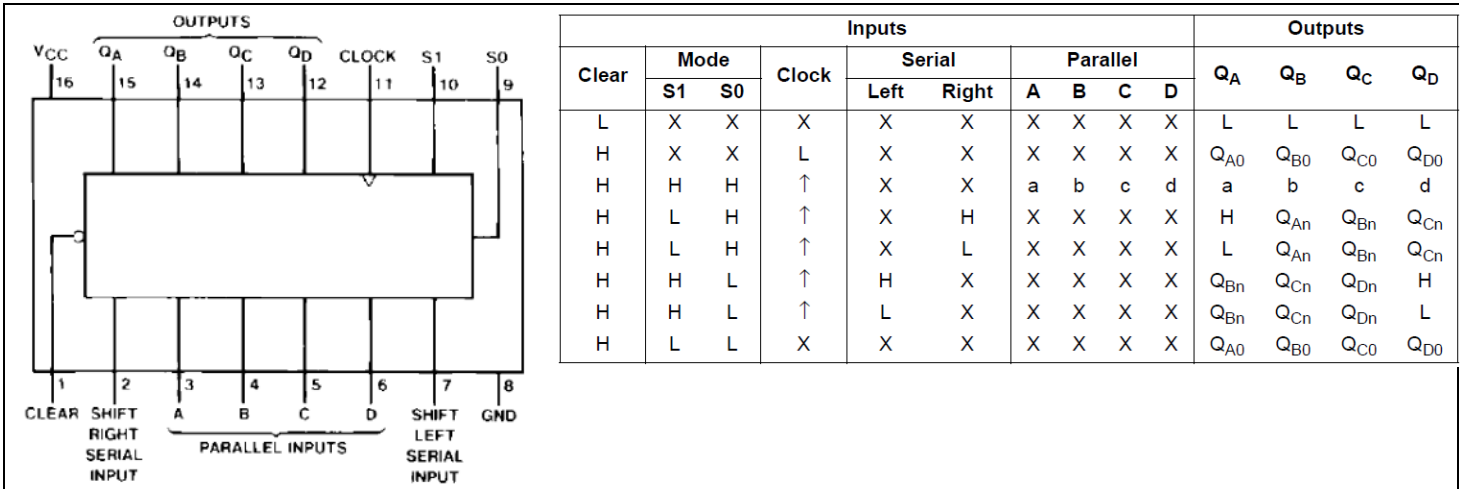 OUTPUTS
VCC QA QB QC QD CLOCK S1 S0
16 15 14 13 12 11 10 9
1 2 3 4 5 6 7 8
CLEAR SHIFT RIGHT SERIAL INPUT A B C D SHIFT LEFT SERIAL INPUT GND
PARALLEL INPUTS
Inputs Outputs
Clear Mode Clock Serial Parallel QA QB QC QD
S1 S0 Left Right A B C D
L X X X X X X X X X L L L L
H X X L X X X X X X QA0 QB0 QC0 QD0
H H H ↑ X X a b c d a b c d
H L H ↑ X H X X X X H QAn QBn QCn
H L H ↑ X L X X X X L QAn QBn QCn
H H L ↑ H X X X X X QBn QCn QDn H
H H L ↑ L X X X X X QBn QCn QDn L
H L L X X X X X X X QA0 QB0 QC0 QD0